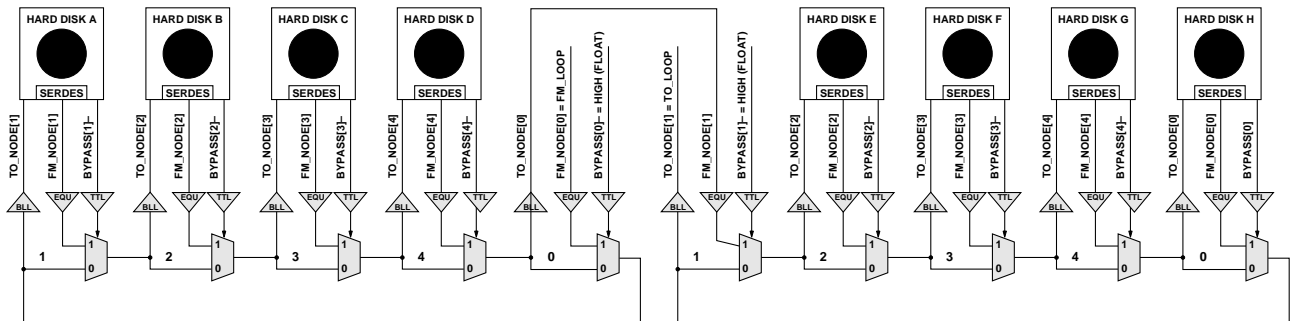 HARD DISK A
HARD DISK B
HARD DISK C
HARD DISK D
HARD DISK E
HARD DISK F
HARD DISK G
HARD DISK H
SERDES
SERDES
SERDES
SERDES
SERDES
SERDES
SERDES
SERDES
TO_NODE[1]
FM_NODE[1]
BYPASS[1]–
TO_NODE[2]
FM_NODE[2]
BYPASS[2]–
TO_NODE[3]
FM_NODE[3]
BYPASS[3]–
TO_NODE[4]
FM_NODE[4]
BYPASS[4]–
TO_NODE[0]
FM_NODE[0] = FM_LOOP
BYPASS[0]– = HIGH (FLOAT)
TO_NODE[1] = TO_LOOP
FM_NODE[1]
BYPASS[1]– = HIGH (FLOAT)
TO_NODE[2]
FM_NODE[2]
BYPASS[2]–
TO_NODE[3]
FM_NODE[3]
BYPASS[3]–
TO_NODE[4]
FM_NODE[4]
BYPASS[4]–
TO_NODE[0]
FM_NODE[0]
BYPASS[0]
BLL EQU TTL
BLL EQU TTL
BLL EQU TTL
BLL EQU TTL
BLL EQU TTL
BLL EQU TTL
BLL EQU TTL
BLL EQU TTL
BLL EQU TTL
BLL EQU TTL
1 1 0
2 1 0
3 1 0
4 1 0
0 1 0
1 1 0
2 1 0
3 1 0
4 1 0
0 1 0